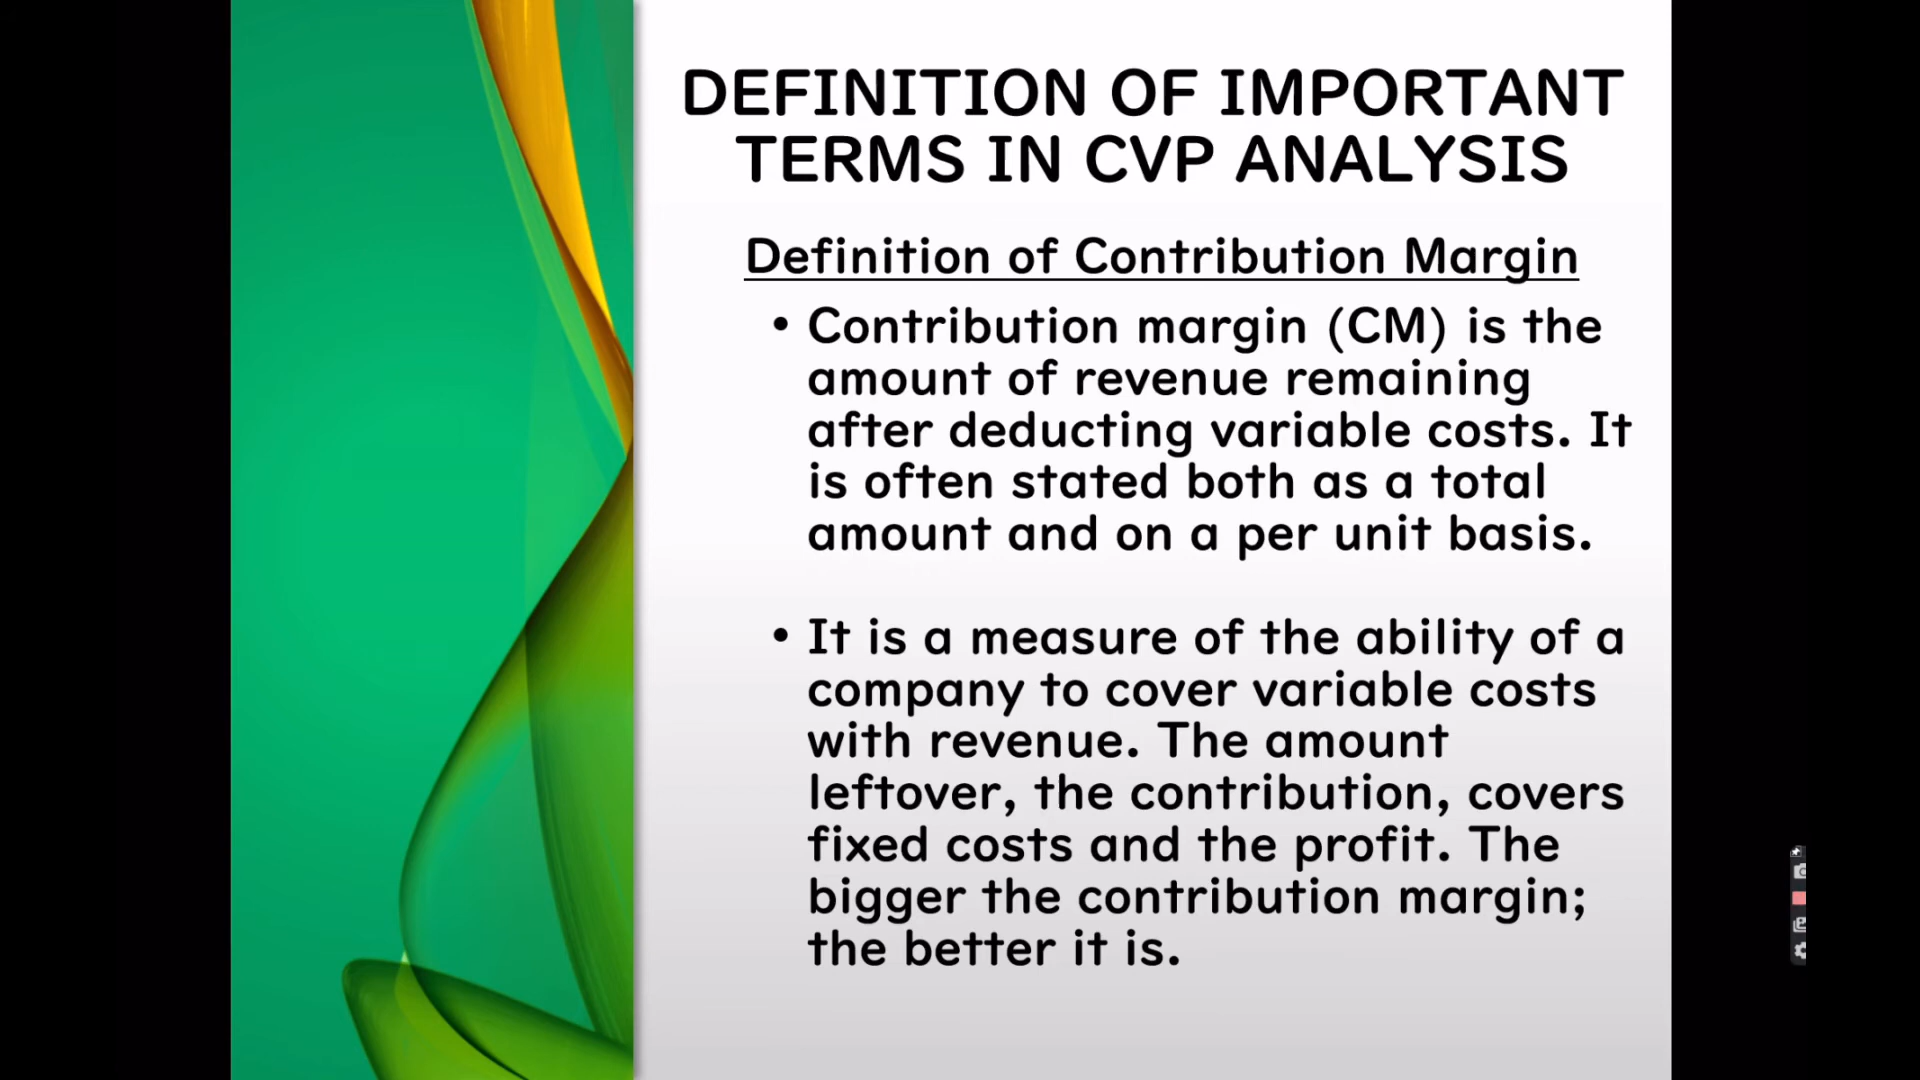 DEFINITION OF IMPORTANT
TERMS IN CVP ANALYSIS
Definition of Contribution Margin
• Contribution margin (CM) is the
amount of revenue remaining
after deducting variable costs. It
is often stated both as a total
amount and on a per unit basis.
• It is a measure of the ability of a
company to cover variable costs
with revenue. The amount
leftover, the contribution, covers
fixed costs and the profit. The
bigger the contribution margin;
the better it is.